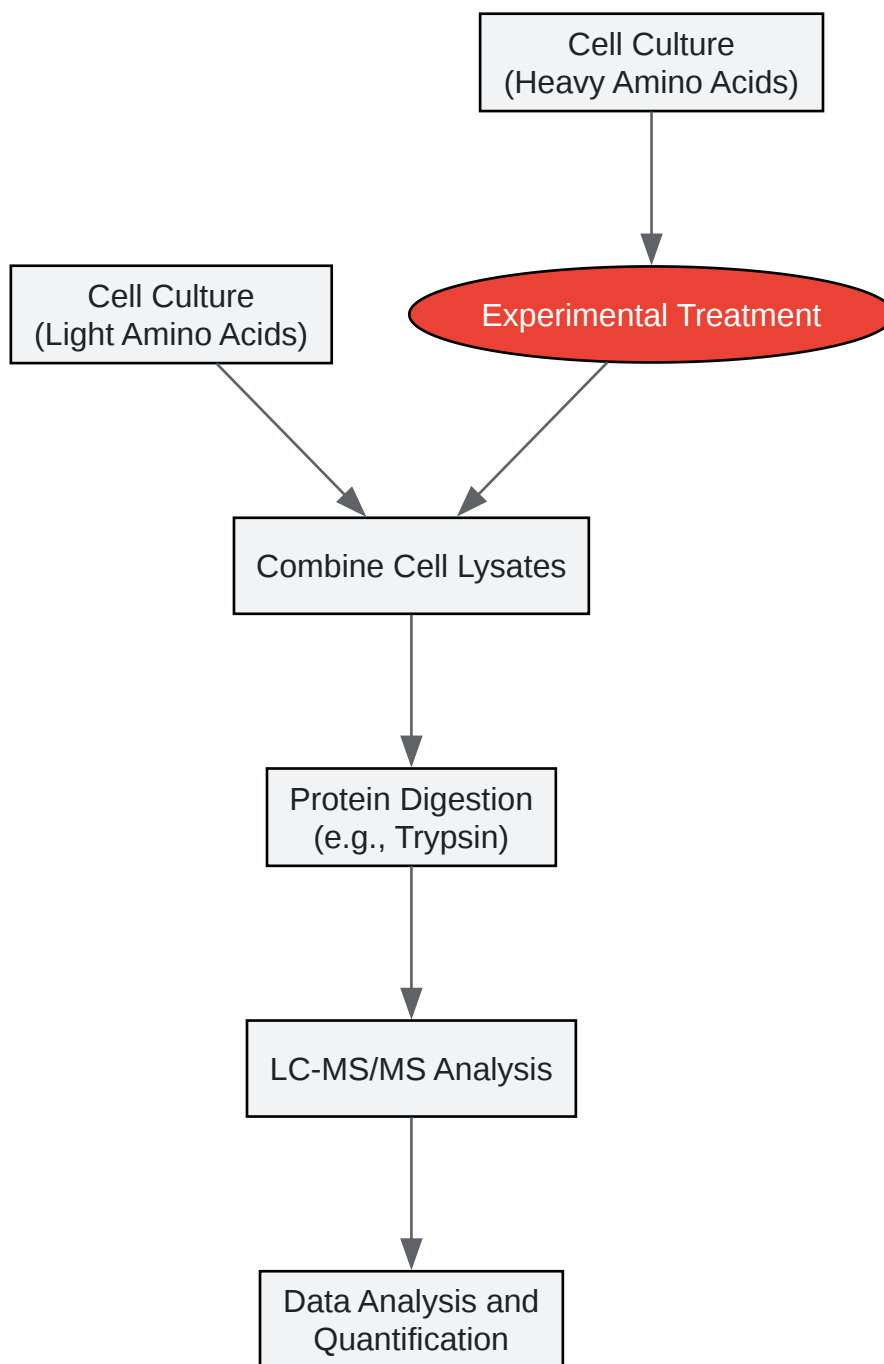 Cell Culture
(Heavy Amino Acids)
Cell Culture
(Light Amino Acids)
Experimental Treatment
Combine Cell Lysates
Protein Digestion
(e.g., Trypsin)
LC-MS/MS Analysis
Data Analysis and
Quantification